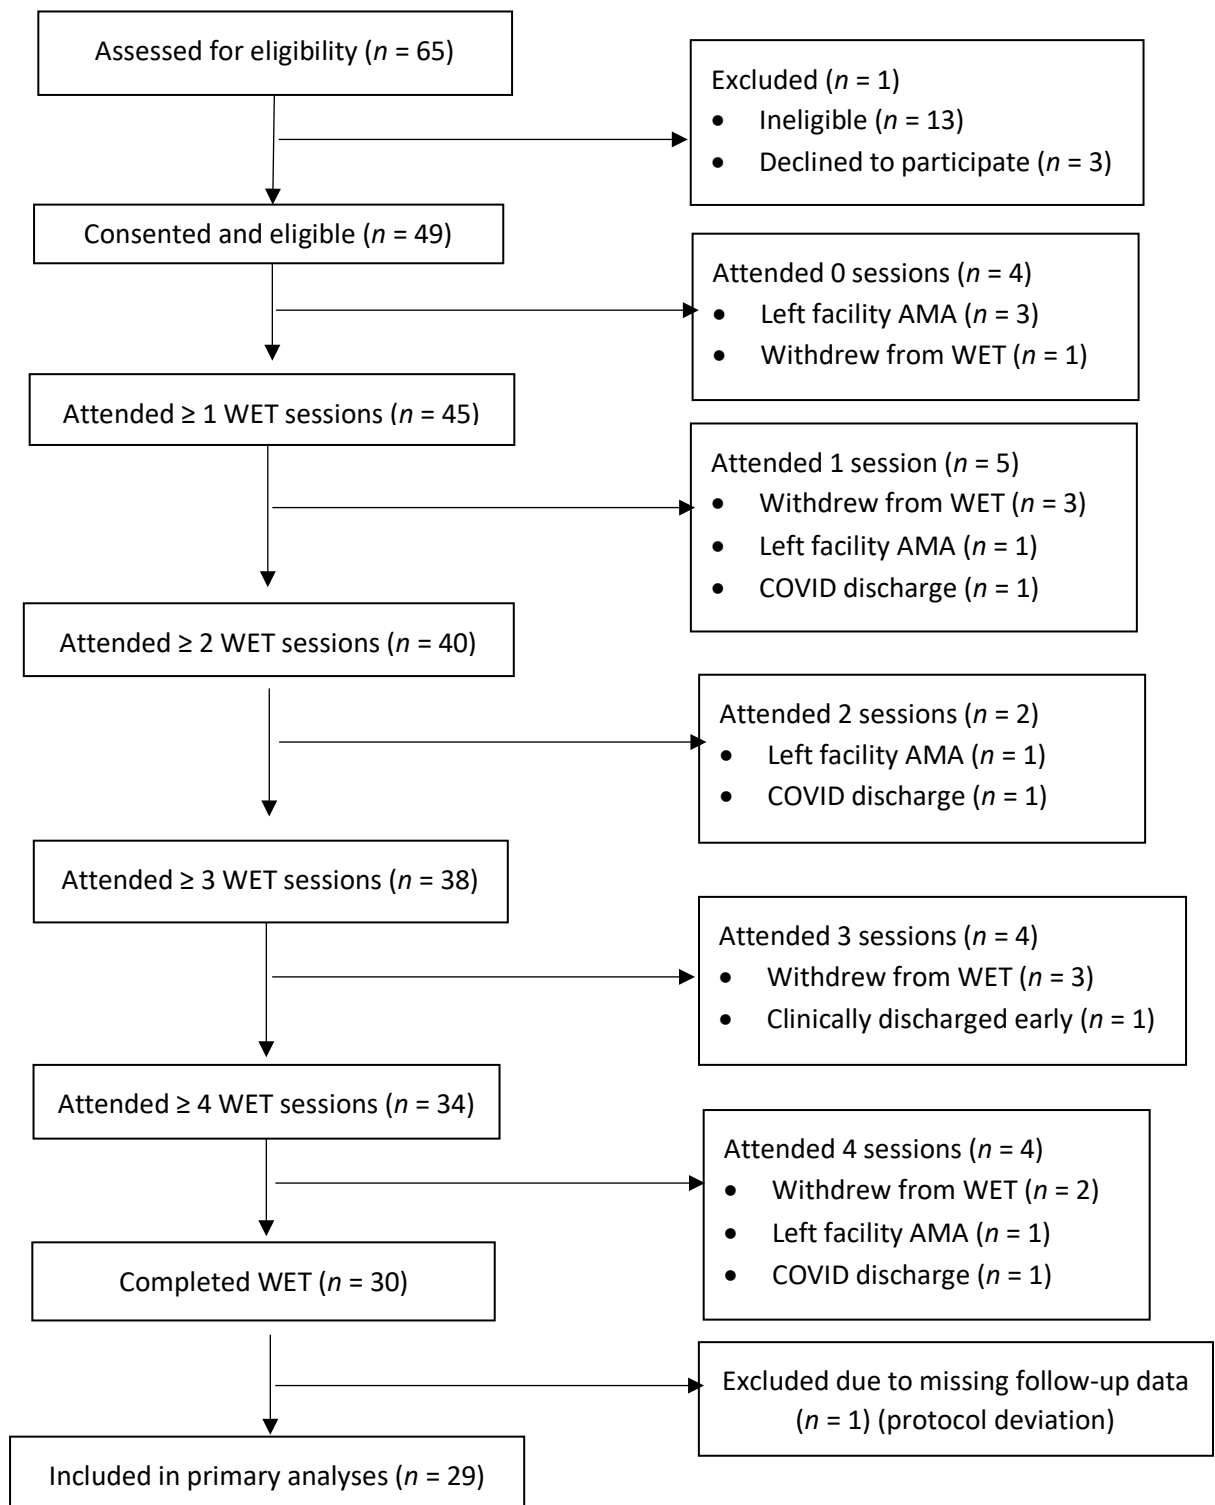 Assessed for eligibility (n = 65)
Excluded (n = 1)
• Ineligible (n = 13)
• Declined to participate (n = 3)
Consented and eligible (n = 49)
Attended 0 sessions (n = 4)
• Left facility AMA (n = 3)
• Withdrew from WET (n = 1)
Attended ≥ 1 WET sessions (n = 45)
Attended 1 session (n = 5)
• Withdrew from WET (n = 3)
• Left facility AMA (n = 1)
• COVID discharge (n = 1)
Attended ≥ 2 WET sessions (n = 40)
Attended 2 sessions (n = 2)
• Left facility AMA (n = 1)
• COVID discharge (n = 1)
Attended ≥ 3 WET sessions (n = 38)
Attended 3 sessions (n = 4)
• Withdrew from WET (n = 3)
• Clinically discharged early (n = 1)
Attended ≥ 4 WET sessions (n = 34)
Attended 4 sessions (n = 4)
• Withdrew from WET (n = 2)
• Left facility AMA (n = 1)
• COVID discharge (n = 1)
Completed WET (n = 30)
Excluded due to missing follow-up data
(n = 1) (protocol deviation)
Included in primary analyses (n = 29)